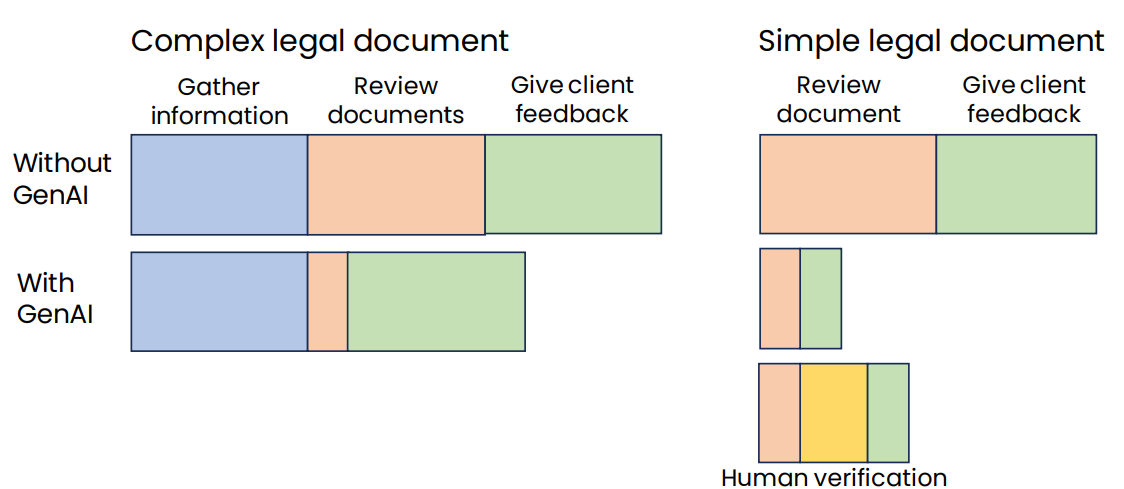 Complex legal document
Simple legal document
Gather
information
Review
documents
Give client
feedback
Review
document
Give client
feedback
Without
GenAI
With
GenAI
Human verification